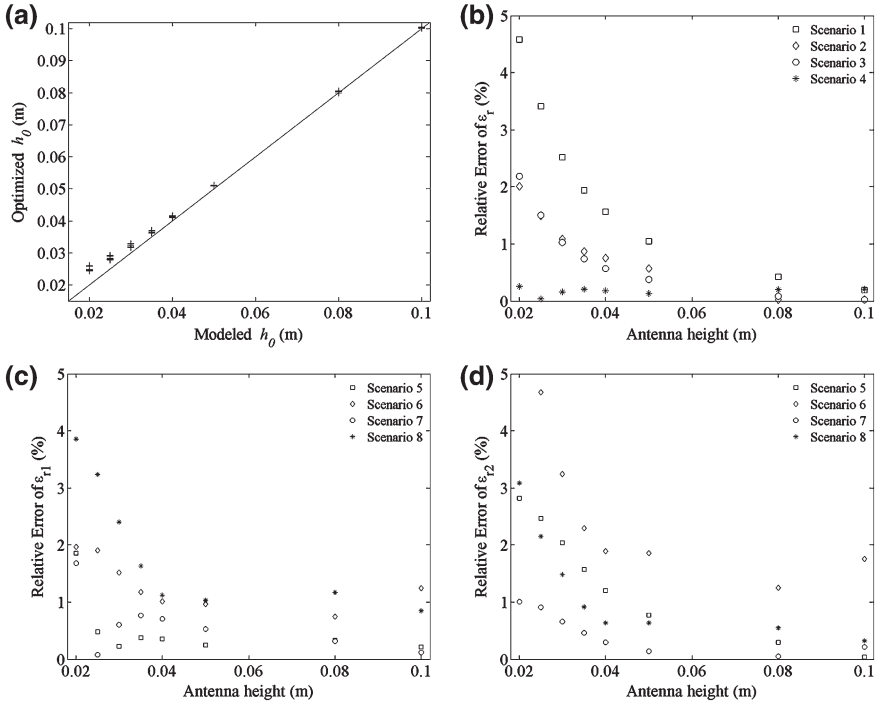 (a)
0.1
0.09
0.08
0.07
0.06
0.05
0.04
0.03
0.02
Optimized h0 (m)
0.02 0.04 0.06 0.08 0.1
Modeled h0 (m)
(b)
5
4
3
2
1
0
Relative Error of εr (%)
Scenario 1
Scenario 2
Scenario 3
Scenario 4
0.02 0.04 0.06 0.08 0.1
Antenna height (m)
(c)
5
4
3
2
1
0
Relative Error of εr1 (%)
Scenario 5
Scenario 6
Scenario 7
Scenario 8
0.02 0.04 0.06 0.08 0.1
Antenna height (m)
(d)
5
4
3
2
1
0
Relative Error of εr2 (%)
Scenario 5
Scenario 6
Scenario 7
Scenario 8
0.02 0.04 0.06 0.08 0.1
Antenna height (m)